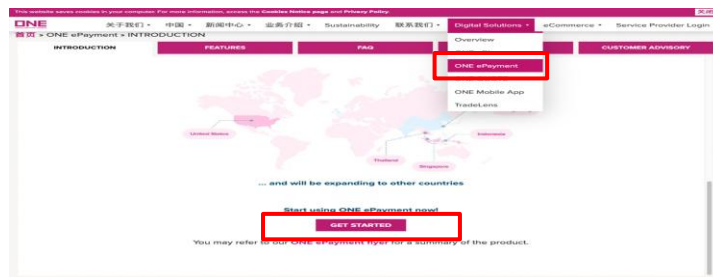 This website saves cookies in your computer. For more information, access the Cookies Notice page and Privacy Policy. 关闭
ONE 关于我们 中国 新闻中心 业务介绍 Sustainability 联系我们 Digital Solutions eCommerce Service Provider Login
首页 > ONE ePayment > INTRODUCTION
Overview
INTRODUCTION FEATURES FAQ CUSTOMER ADVISORY
ONE ePayment
ONE Mobile App
TradeLens
United States
Indonesia
Thailand
Singapore
... and will be expanding to other countries
Start using ONE ePayment now!
GET STARTED
You may refer to our ONE ePayment flyer for a summary of the product.